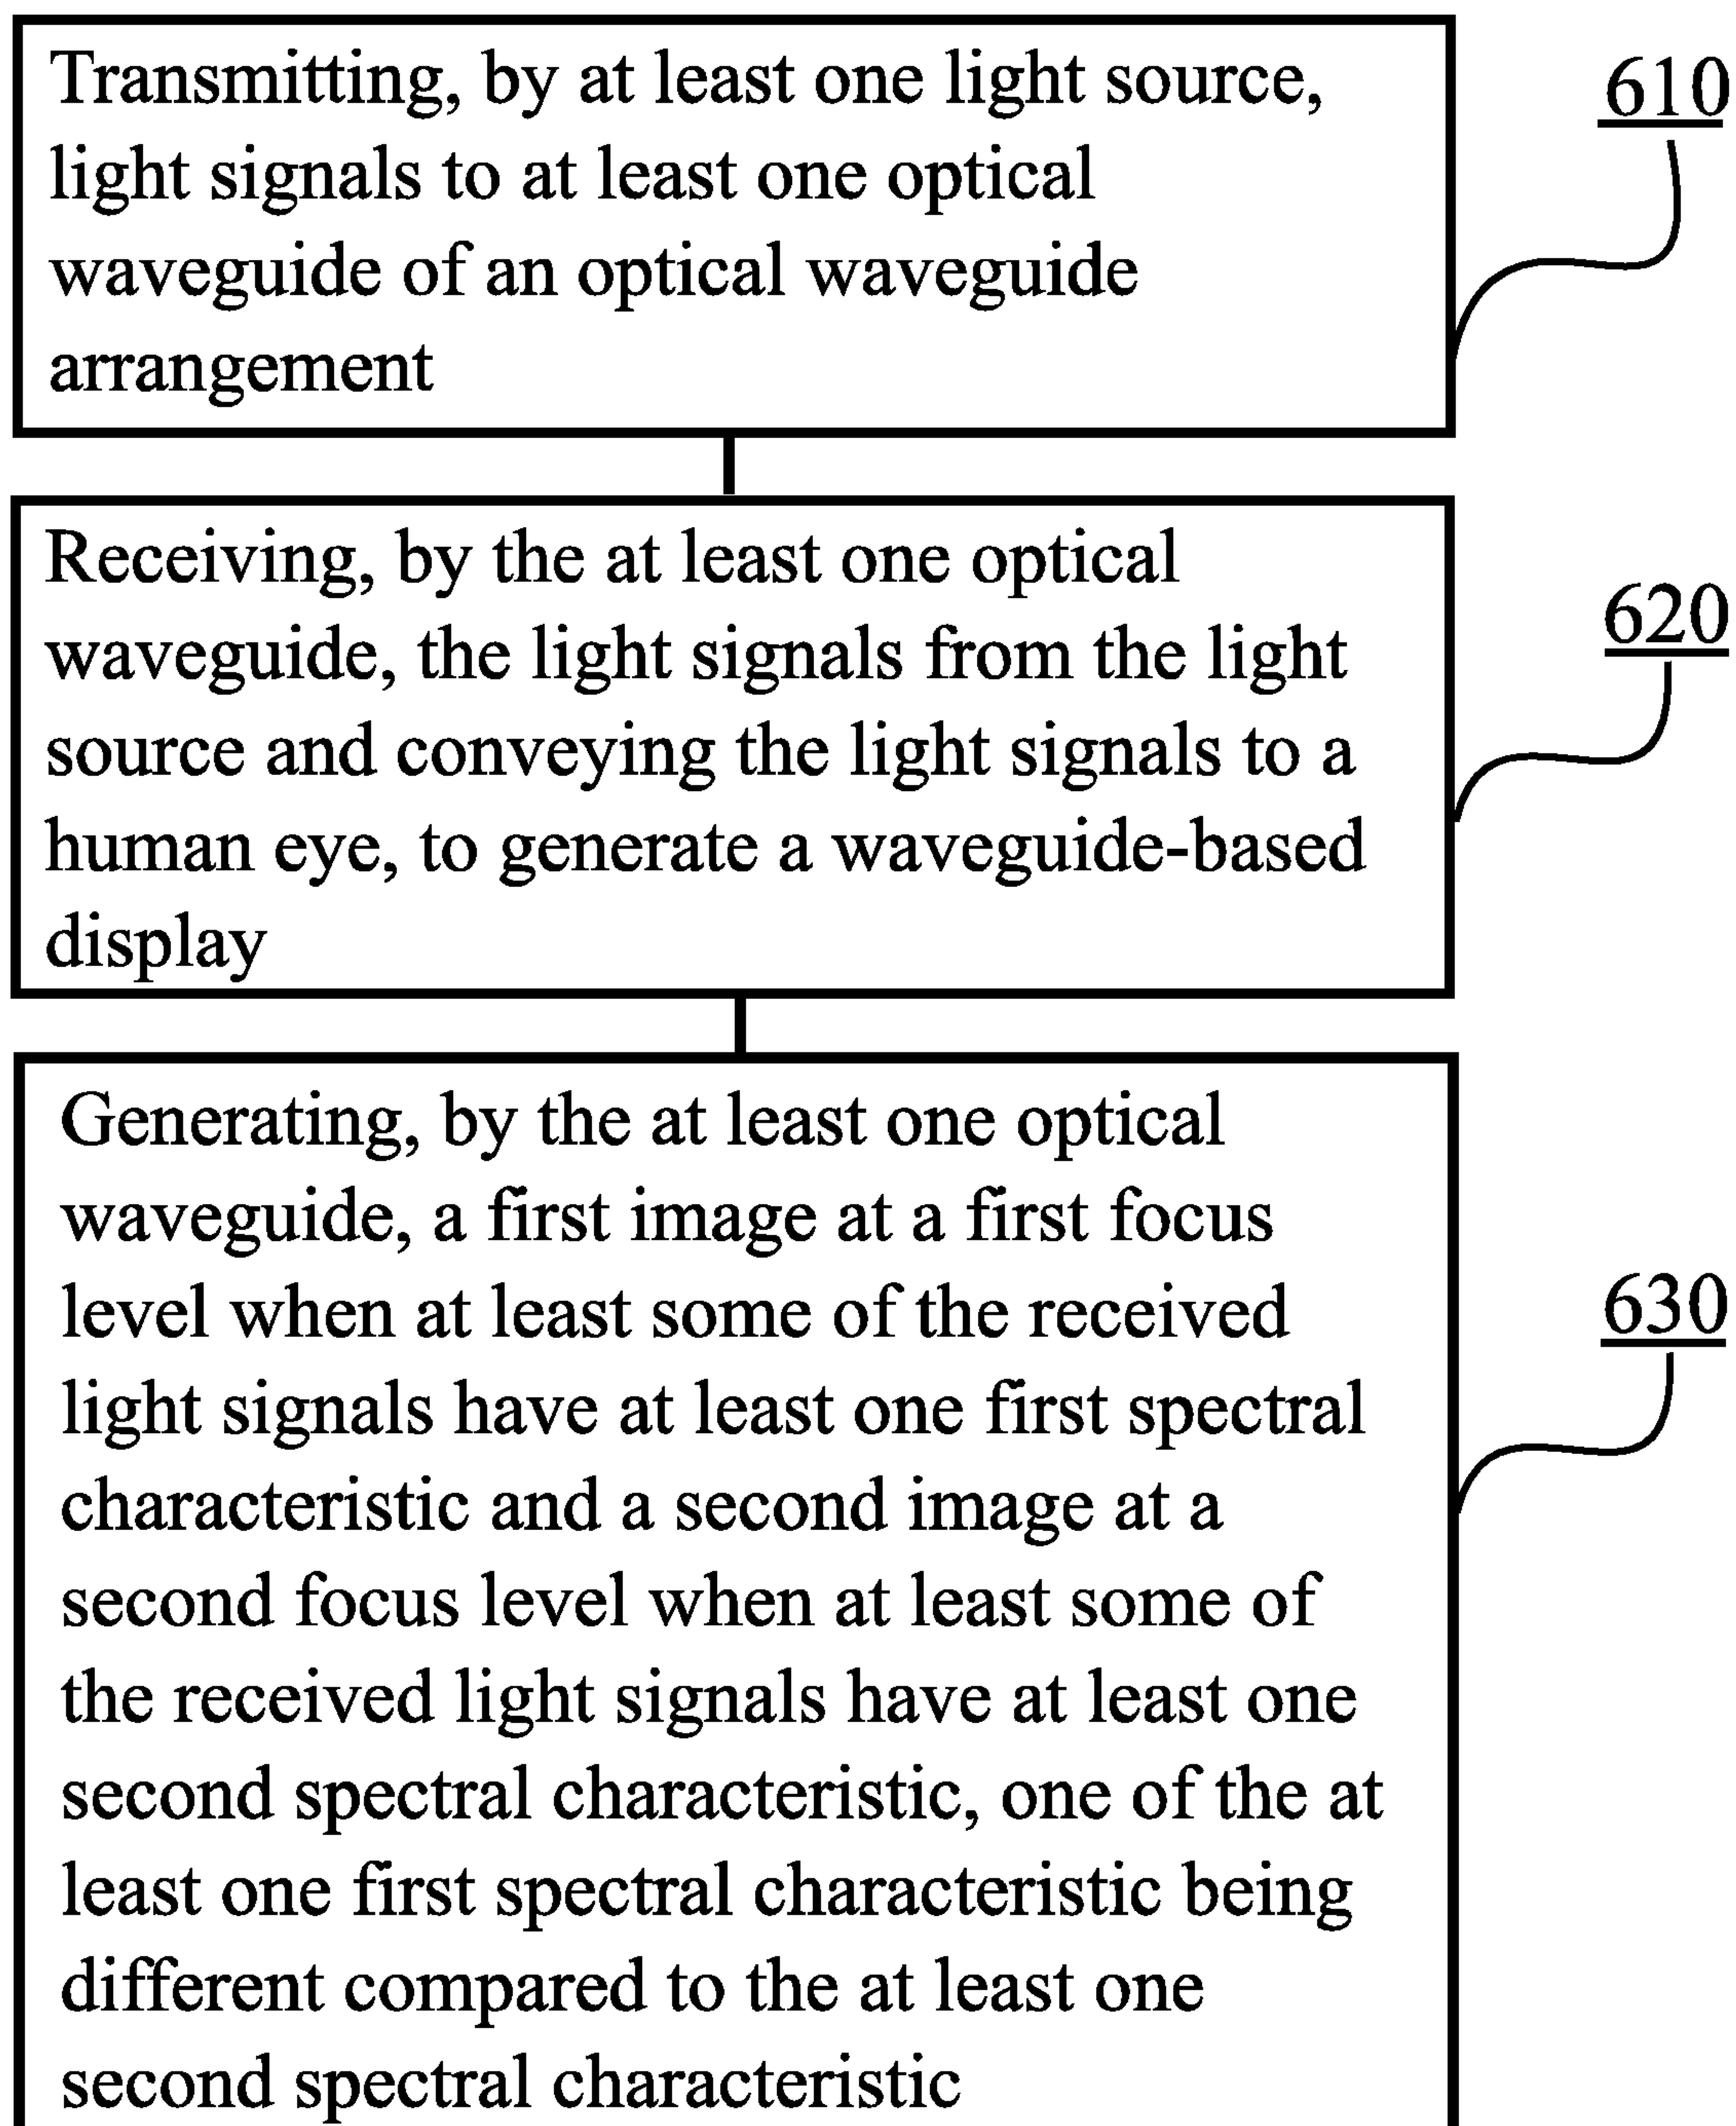 Transmitting, by at least one light source,
light signals to at least one optical
waveguide of an optical waveguide
arrangement
610
Receiving, by the at least one optical
waveguide, the light signals from the light
source and conveying the light signals to a
human eye, to generate a waveguide-based
display
620
Generating, by the at least one optical
waveguide, a first image at a first focus
level when at least some of the received
light signals have at least one first spectral
characteristic and a second image at a
second focus level when at least some of
the received light signals have at least one
second spectral characteristic, one of the at
least one first spectral characteristic being
different compared to the at least one
second spectral characteristic
630